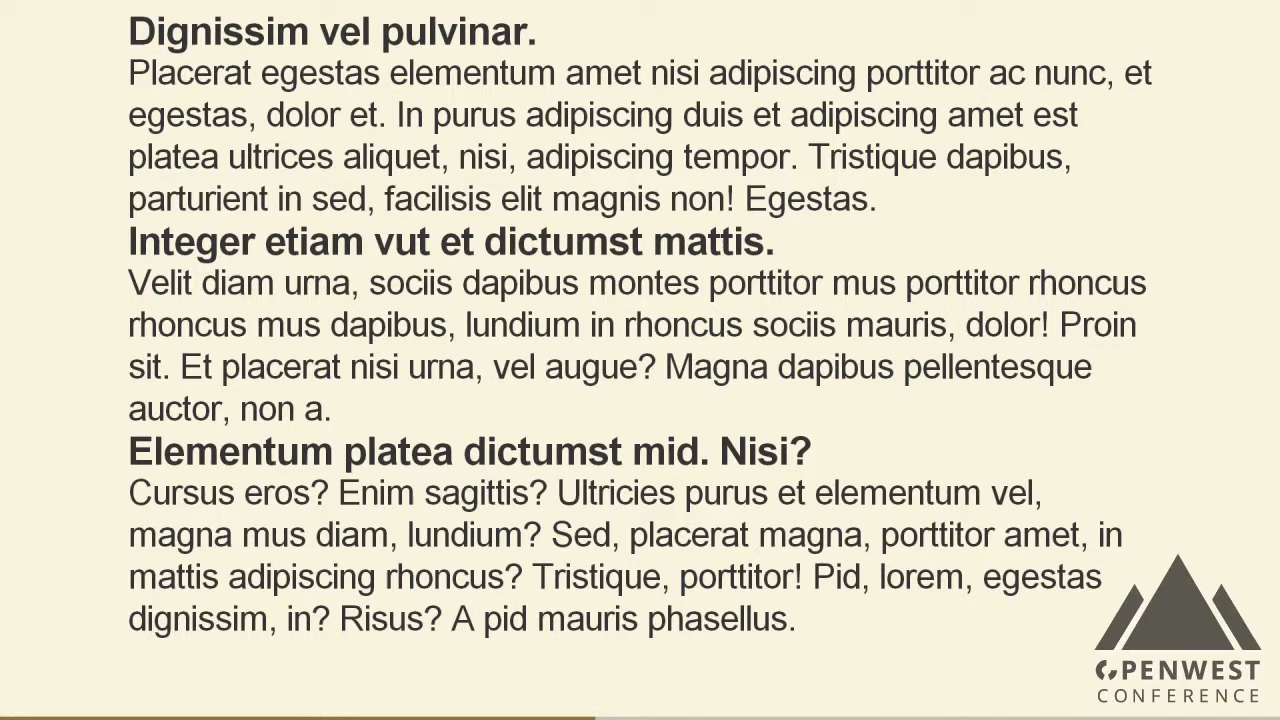 Dignissim vel pulvinar.
Placerat egestas elementum amet nisi adipiscing porttitor ac nunc, et
egestas, dolor et. In purus adipiscing duis et adipiscing amet est
platea ultrices aliquet, nisi, adipiscing tempor. Tristique dapibus,
parturient in sed, facilisis elit magnis non! Egestas.
Integer etiam vut et dictumst mattis.
Velit diam urna, sociis dapibus montes porttitor mus porttitor rhoncus
rhoncus mus dapibus, lundium in rhoncus sociis mauris, dolor! Proin
sit. Et placerat nisi urna, vel augue? Magna dapibus pellentesque
auctor, non a.
Elementum platea dictumst mid. Nisi?
Cursus eros? Enim sagittis? Ultricies purus et elementum vel,
magna mus diam, lundium? Sed, placerat magna, porttitor amet, in
mattis adipiscing rhoncus? Tristique, porttitor! Pid, lorem, egestas
dignissim, in? Risus? A pid mauris phasellus.
OPENWEST
CONFERENCE